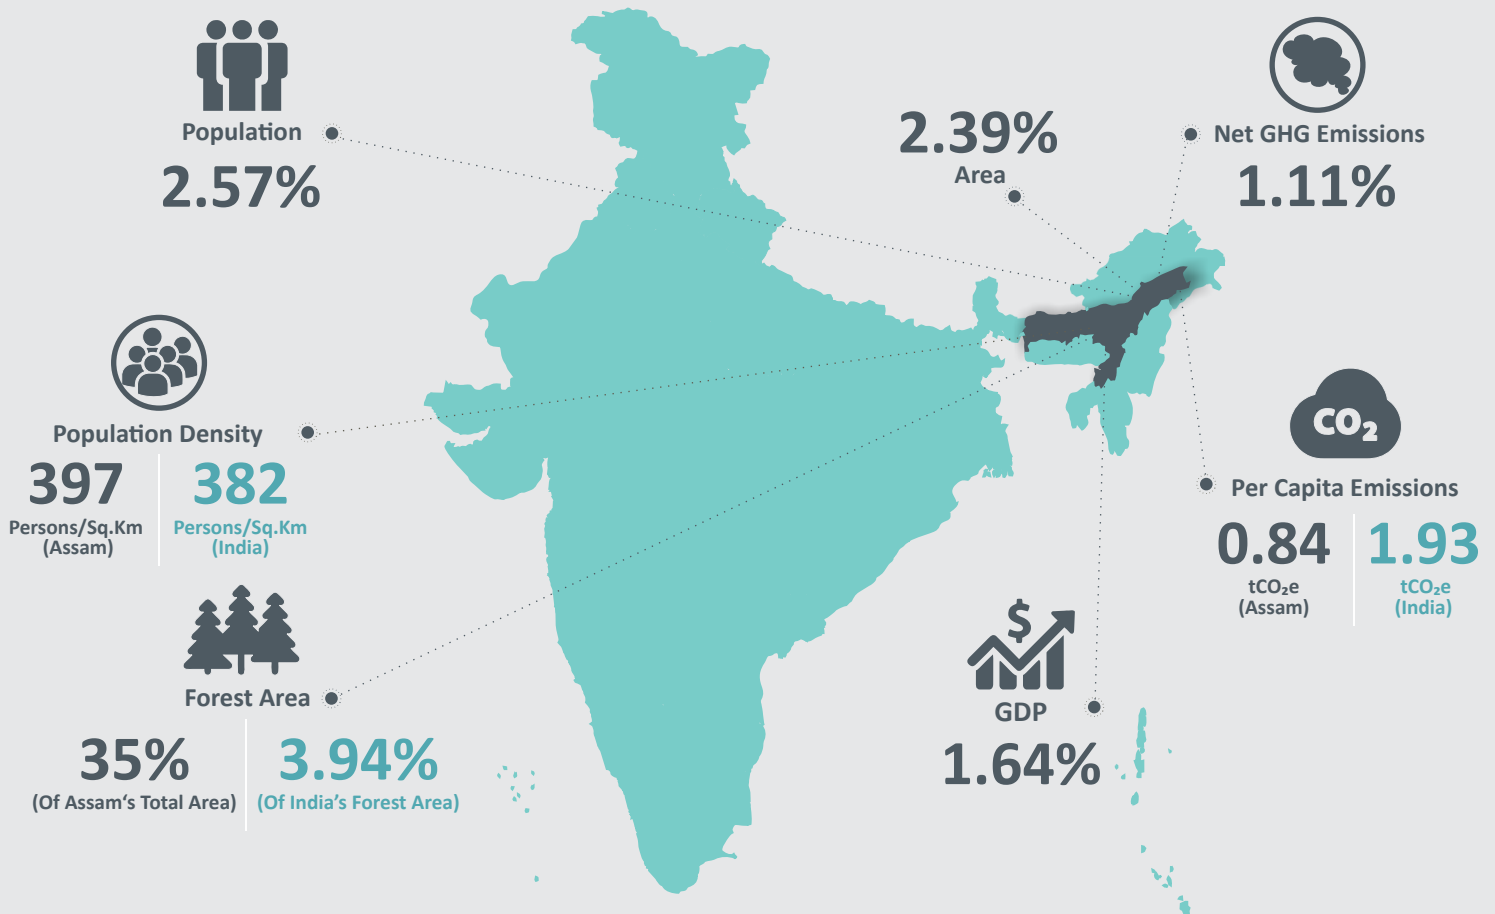 Population
2.57%
2.39%
Area
Net GHG Emissions
1.11%
Population Density
397
Persons/Sq.Km
(Assam)
382
Persons/Sq.Km
(India)
CO₂
Per Capita Emissions
0.84
tCO₂e
(Assam)
1.93
tCO₂e
(India)
Forest Area
35%
(Of Assam‘s Total Area)
3.94%
(Of India’s Forest Area)
$
GDP
1.64%